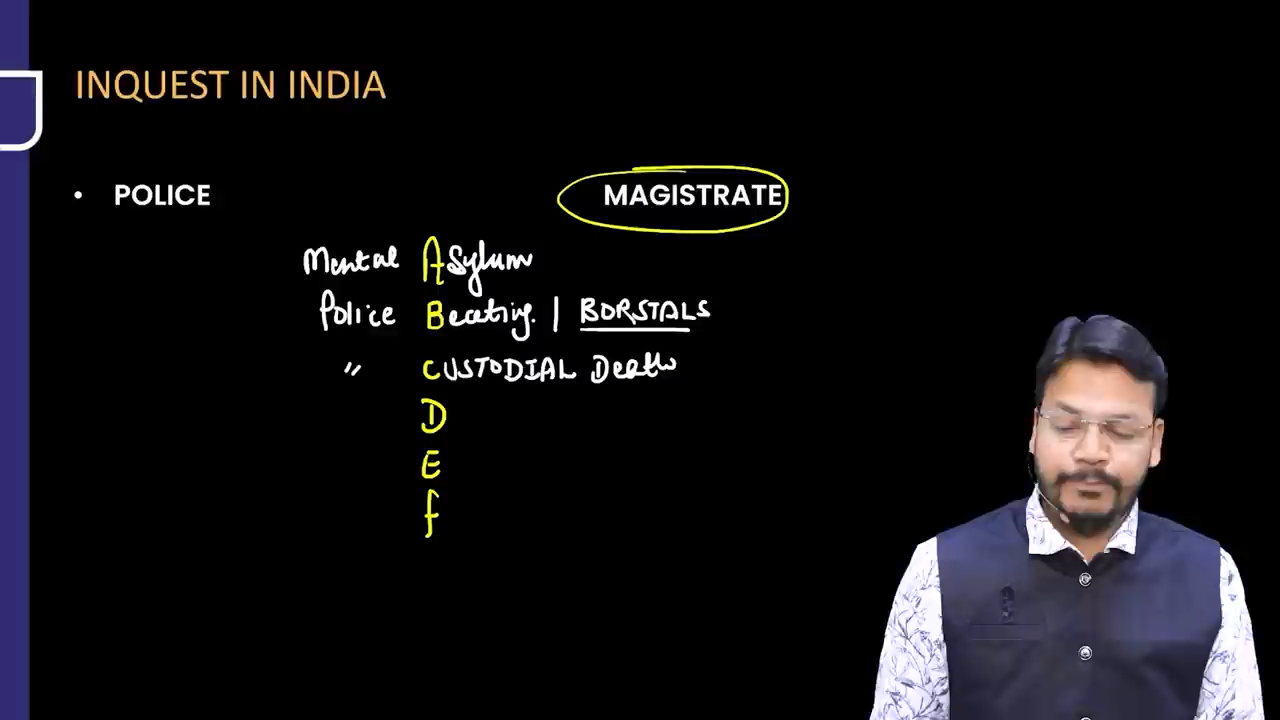 INQUEST IN INDIA
• POLICE MAGISTRATE
Mental Asylum
Police Beating. | BORSTALS
" CUSTODIAL Death
D
E
f